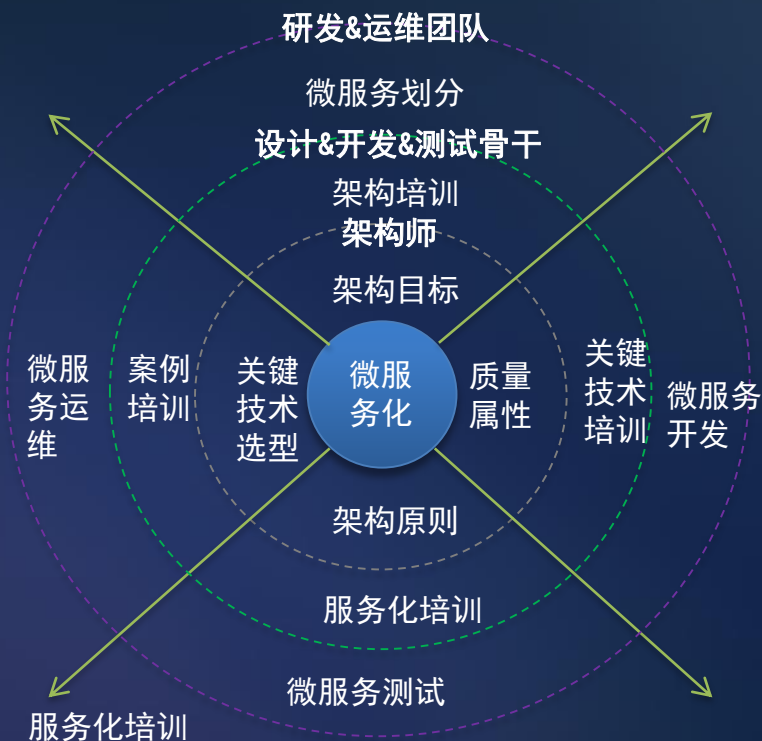 研发&运维团队
微服务划分
设计&开发&测试骨干
架构培训
架构师
架构目标
微服
务运
维
案例
培训
关键
技术
选型
微服
务化
质量
属性
关键
技术
培训
微服务
开发
架构原则
服务化培训
微服务测试
服务化培训